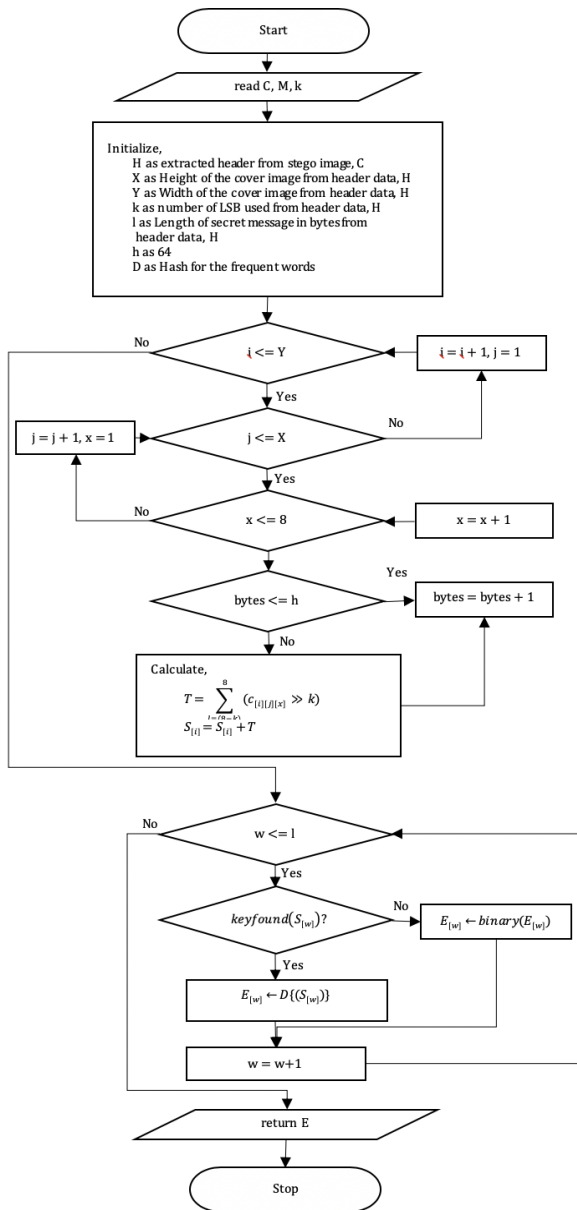 Start
read C, M, k
Initialize,
H as extracted header from stego image, C
X as Height of the cover image from header data, H
Y as Width of the cover image from header data, H
k as number of LSB used from header data, H
l as Length of secret message in bytes from
header data, H
h as 64
D as Hash for the frequent words
No
i <= Y
i = i + 1, j = 1
Yes
No
j = j + 1, x = 1
j <= X
Yes
No
x <= 8
x = x + 1
Yes
bytes <= h
bytes = bytes + 1
No
Calculate,
8
T = ∑ (c[i][j][x] ≫ k)
l=(8−k)
S[i] = S[i] + T
No
w <= l
Yes
No
keyfound(S[w])?
E[w] ← binary(E[w])
Yes
E[w] ← D{(S[w])}
w = w+1
return E
Stop